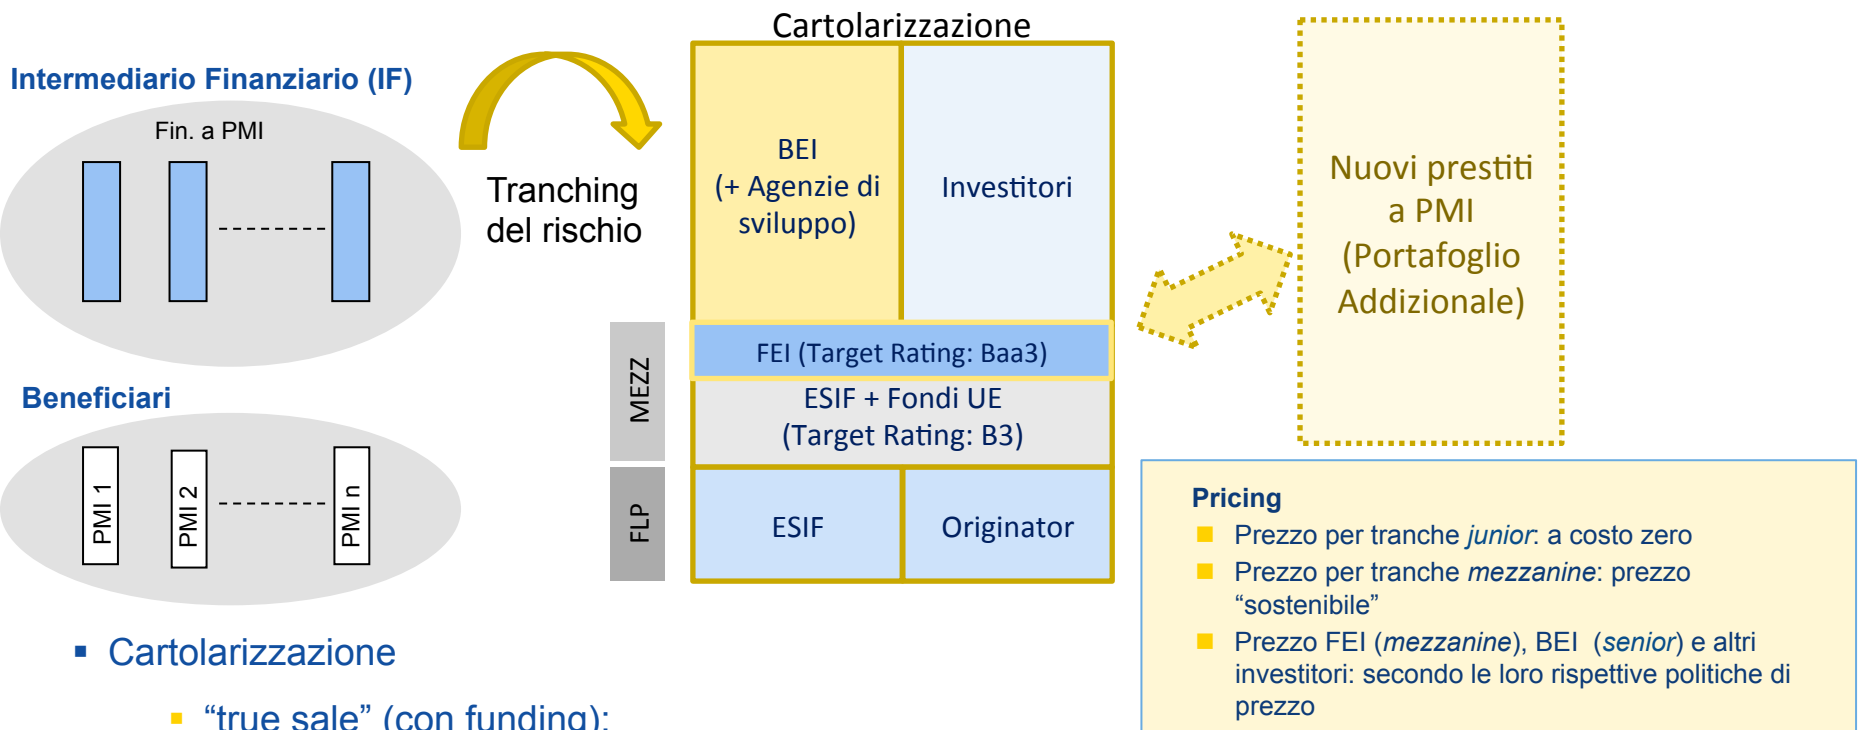 Cartolarizzazione
Intermediario Finanziario (IF)
Fin. a PMI
Tranching
del rischio
BEI
(+ Agenzie di
sviluppo)
Investitori
Nuovi prestiti
a PMI
(Portafoglio
Addizionale)
MEZZ
FEI (Target Rating: Baa3)
ESIF + Fondi UE
(Target Rating: B3)
FLP
ESIF
Originator
Beneficiari
PMI 1
PMI 2
PMI n
Pricing
Prezzo per tranche junior: a costo zero
Prezzo per tranche mezzanine: prezzo
“sostenibile”
Prezzo FEI (mezzanine), BEI (senior) e altri
investitori: secondo le loro rispettive politiche di
prezzo
Cartolarizzazione
“true sale” (con funding);